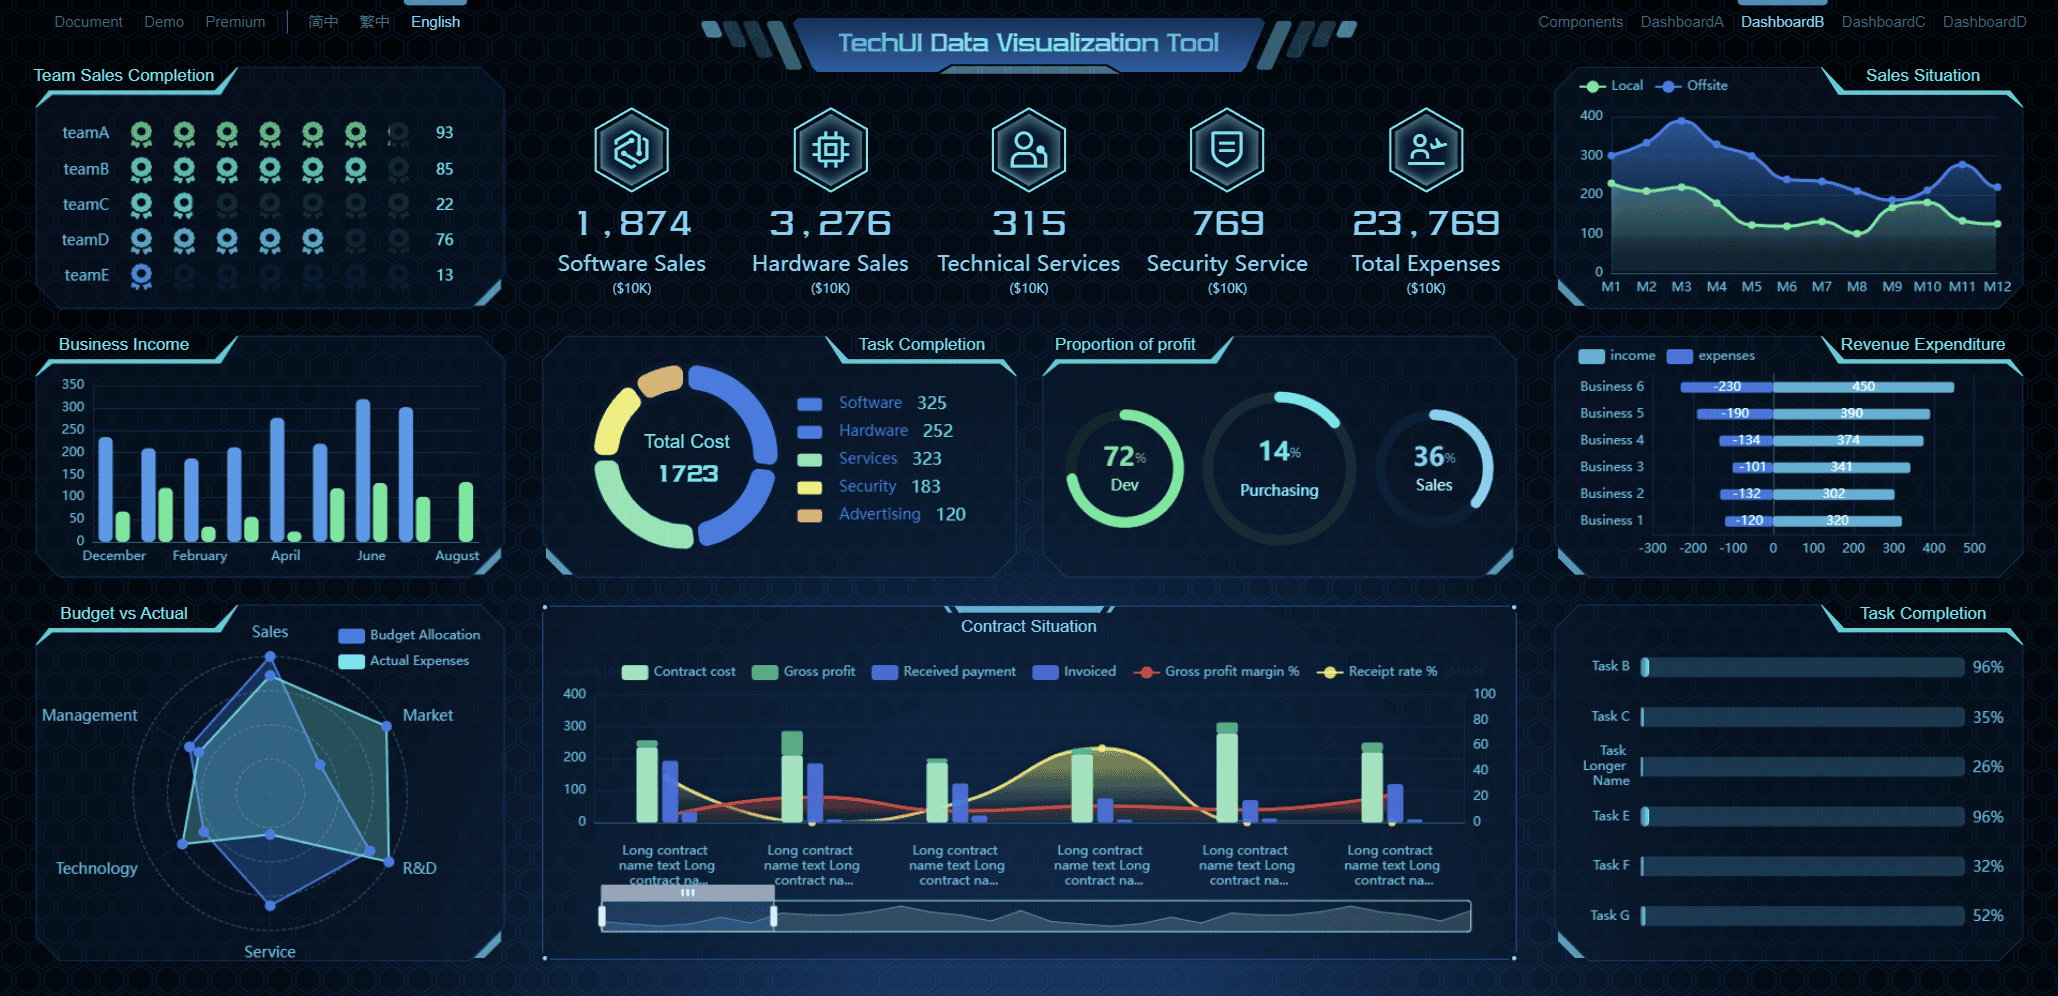 Document Demo Premium 简中 繁中 English
TechUI Data Visualization Tool
Components DashboardA DashboardB DashboardC DashboardD
Team Sales Completion
teamA 93
teamB 85
teamC 22
teamD 76
teamE 13
1,874
Software Sales
($10K)
3,276
Hardware Sales
($10K)
315
Technical Services
($10K)
769
Security Service
($10K)
23,769
Total Expenses
($10K)
Sales Situation
Local Offsite
400
300
200
100
0
M1 M2 M3 M4 M5 M6 M7 M8 M9 M10 M11 M12
Business Income
350
300
250
200
150
100
50
0
December February April June August
Task Completion
Total Cost
1723
Software 325
Hardware 252
Services 323
Security 183
Advertising 120
Proportion of profit
72%
Dev
14%
Purchasing
36%
Sales
Revenue Expenditure
income expenses
Business 6 -230 450
Business 5 -190 390
Business 4 -134 374
Business 3 -101 341
Business 2 -132 302
Business 1 -120 320
-300 -200 -100 0 100 200 300 400 500
Budget vs Actual
Budget Allocation
Actual Expenses
Sales
Management
Market
Technology
R&D
Service
Contract Situation
Contract cost Gross profit Received payment Invoiced Gross profit margin % Receipt rate %
400
300
200
100
0
100
80
60
40
20
0
Long contract
name text Long
contract na...
Long contract
name text Long
contract na...
Long contract
name text Long
contract na...
Long contract
name text Long
contract na...
Long contract
name text Long
contract na...
Long contract
name text Long
contract na...
Task Completion
Task B 96%
Task C 35%
Task
Longer
Name 26%
Task E 96%
Task F 32%
Task G 52%